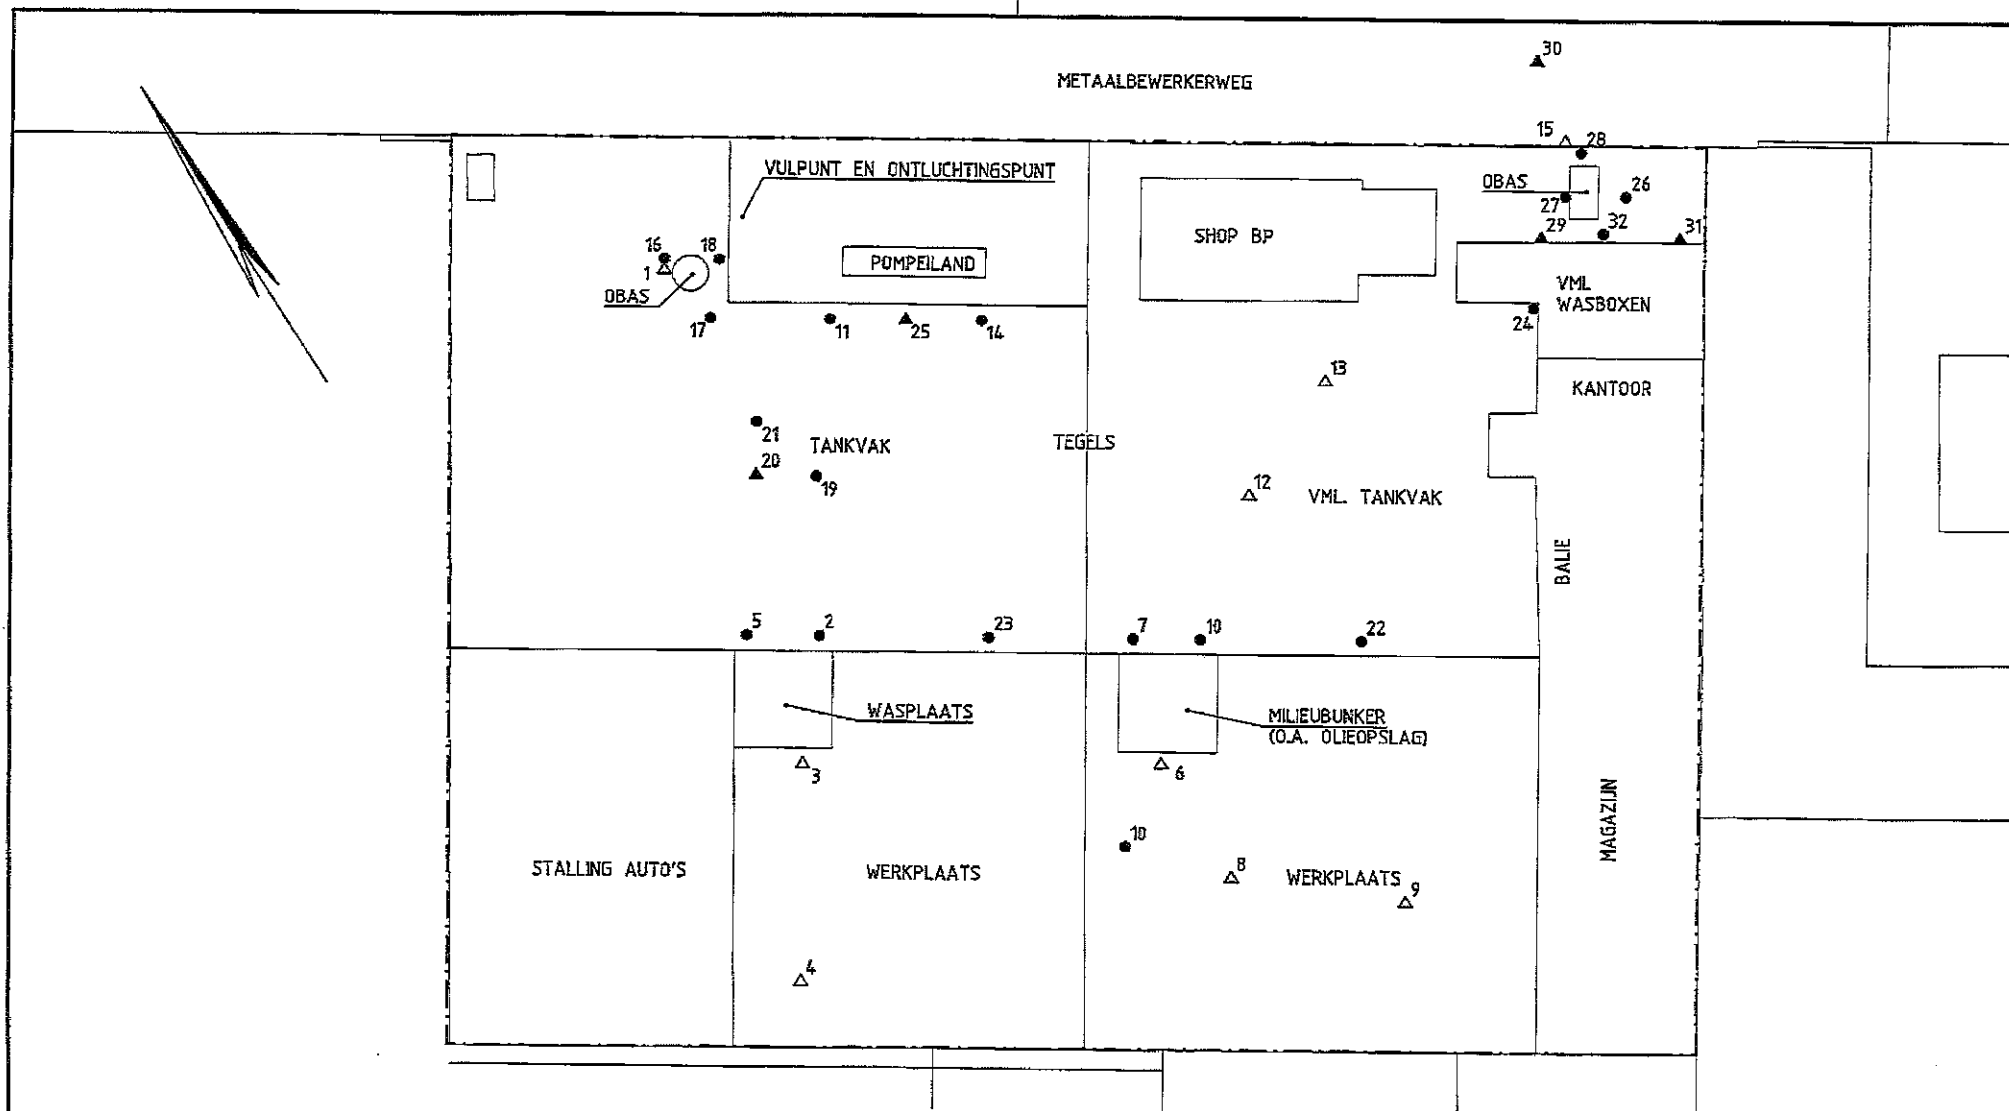 30
METAALBEWERKERWEG
15
28
VULPUNT EN ONTLUCHTINGSPUNT
OBAS
26
27
16
18
1
SHOP BP
29
32
31
POMPEILAND
OBAS
VML
WASBOXEN
17
11
25
14
24
13
KANTOOR
21
TANKVAK
TEGELS
20
19
12
VML. TANKVAK
BALIE
5
2
23
7
10
22
WASPLAATS
MILIEUBUNKER
(O.A. OLIEOPSLAG)
3
6
MAGAZIJN
10
STALLING AUTO'S
WERKPLAATS
8
WERKPLAATS
9
4